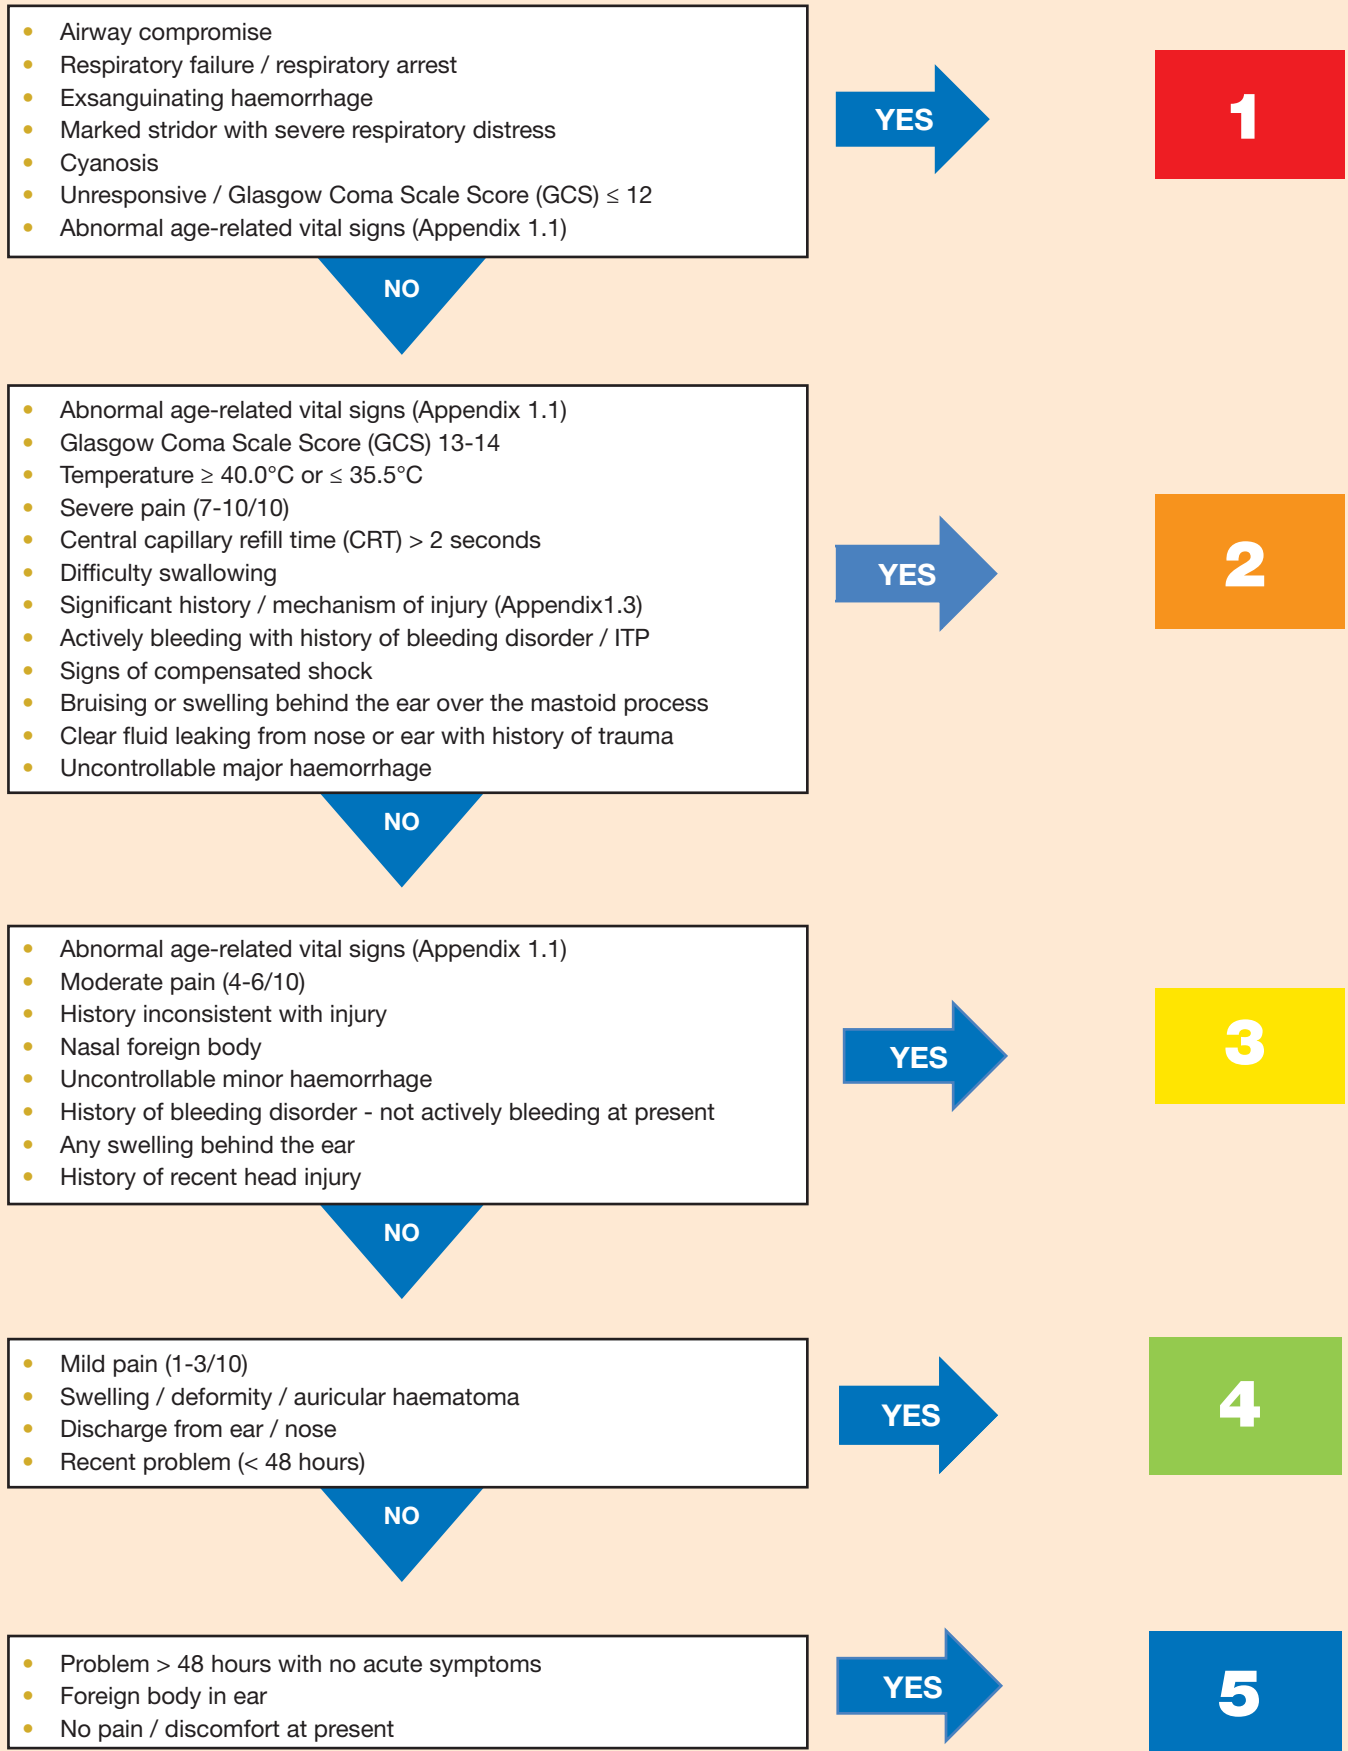 • Airway compromise
• Respiratory failure / respiratory arrest
• Exsanguinating haemorrhage
• Marked stridor with severe respiratory distress
• Cyanosis
• Unresponsive / Glasgow Coma Scale Score (GCS) ≤ 12
• Abnormal age-related vital signs (Appendix 1.1)
YES
1
NO
• Abnormal age-related vital signs (Appendix 1.1)
• Glasgow Coma Scale Score (GCS) 13-14
• Temperature ≥ 40.0°C or ≤ 35.5°C
• Severe pain (7-10/10)
• Central capillary refill time (CRT) > 2 seconds
• Difficulty swallowing
• Significant history / mechanism of injury (Appendix1.3)
• Actively bleeding with history of bleeding disorder / ITP
• Signs of compensated shock
• Bruising or swelling behind the ear over the mastoid process
• Clear fluid leaking from nose or ear with history of trauma
• Uncontrollable major haemorrhage
YES
2
NO
• Abnormal age-related vital signs (Appendix 1.1)
• Moderate pain (4-6/10)
• History inconsistent with injury
• Nasal foreign body
• Uncontrollable minor haemorrhage
• History of bleeding disorder - not actively bleeding at present
• Any swelling behind the ear
• History of recent head injury
YES
3
NO
• Mild pain (1-3/10)
• Swelling / deformity / auricular haematoma
• Discharge from ear / nose
• Recent problem (< 48 hours)
YES
4
NO
• Problem > 48 hours with no acute symptoms
• Foreign body in ear
• No pain / discomfort at present
YES
5